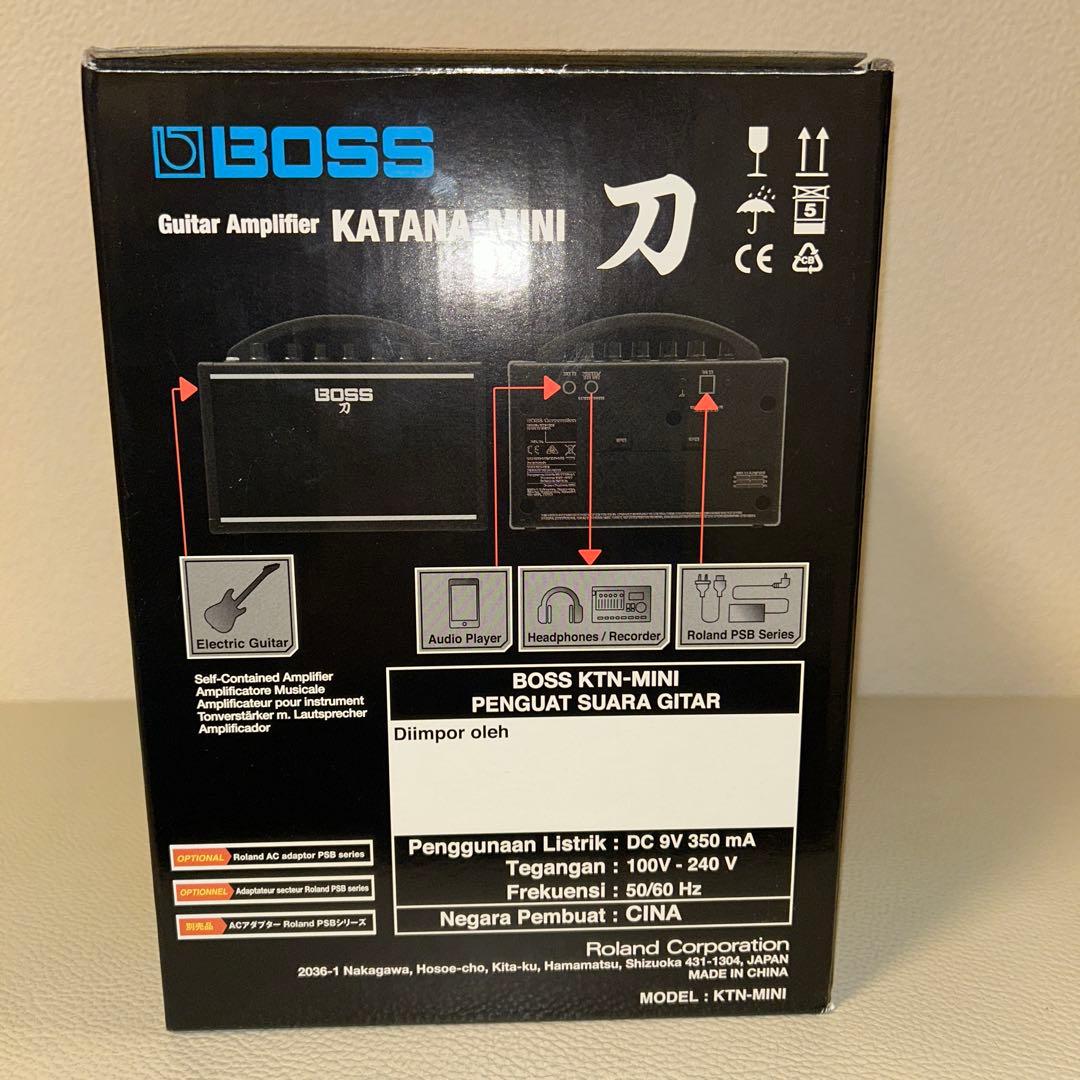 BOSS
Guitar Amplifier KATANA-MINI 刀
5
CE CB
BOSS
刀
BOSS Corporation
Electric Guitar
Audio Player
Headphones / Recorder
Roland PSB Series
Self-Contained Amplifier
Amplificatore Musicale
Amplificateur pour instrument
Tonverstärker m. Lautsprecher
Amplificador
BOSS KTN-MINI
PENGUAT SUARA GITAR
Diimpor oleh
Penggunaan Listrik : DC 9V 350 mA
Tegangan : 100V - 240 V
Frekuensi : 50/60 Hz
Negara Pembuat : CINA
OPTIONAL Roland AC adaptor PSB series
OPTIONNEL Adaptateur secteur Roland PSB series
別売品 ACアダプター Roland PSBシリーズ
Roland Corporation
2036-1 Nakagawa, Hosoe-cho, Kita-ku, Hamamatsu, Shizuoka 431-1304, JAPAN
MADE IN CHINA
MODEL : KTN-MINI